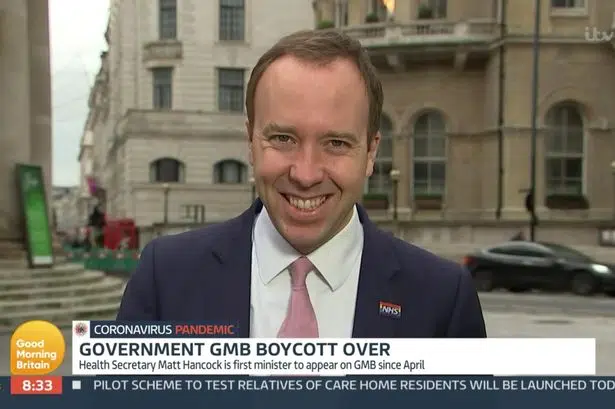 itv
NHS
CORONAVIRUS PANDEMIC
GOVERNMENT GMB BOYCOTT OVER
Health Secretary Matt Hancock is first minister to appear on GMB since April
Good
Morning
Britain
8:33
PILOT SCHEME TO TEST RELATIVES OF CARE HOME RESIDENTS WILL BE LAUNCHED TOD